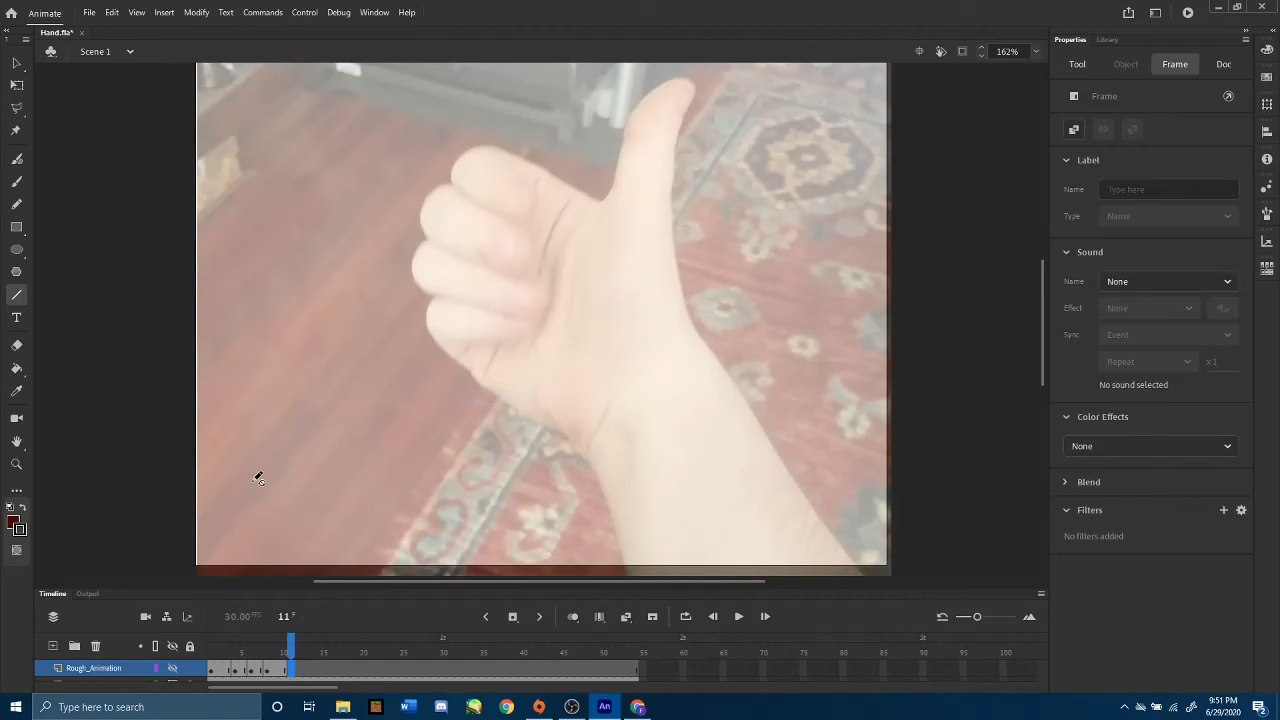 Animate File Edit View Insert Modify Text Commands Control Debug Window Help
Hand.fla*
Scene 1
162%
Properties Library
Tool Object Frame Doc
Frame
Label
Name Type here
Type Name
Sound
Name None
Effect None
Sync Event
Repeat x 1
No sound selected
Color Effects
None
Blend
Filters
No filters added
Timeline Output
30.00 FPS 11 F
1s 2s 3s
5 10 15 20 25 30 35 40 45 50 55 60 65 70 75 80 85 90 95 100
Rough_Animation
Type here to search
9:51 PM
6/29/2020